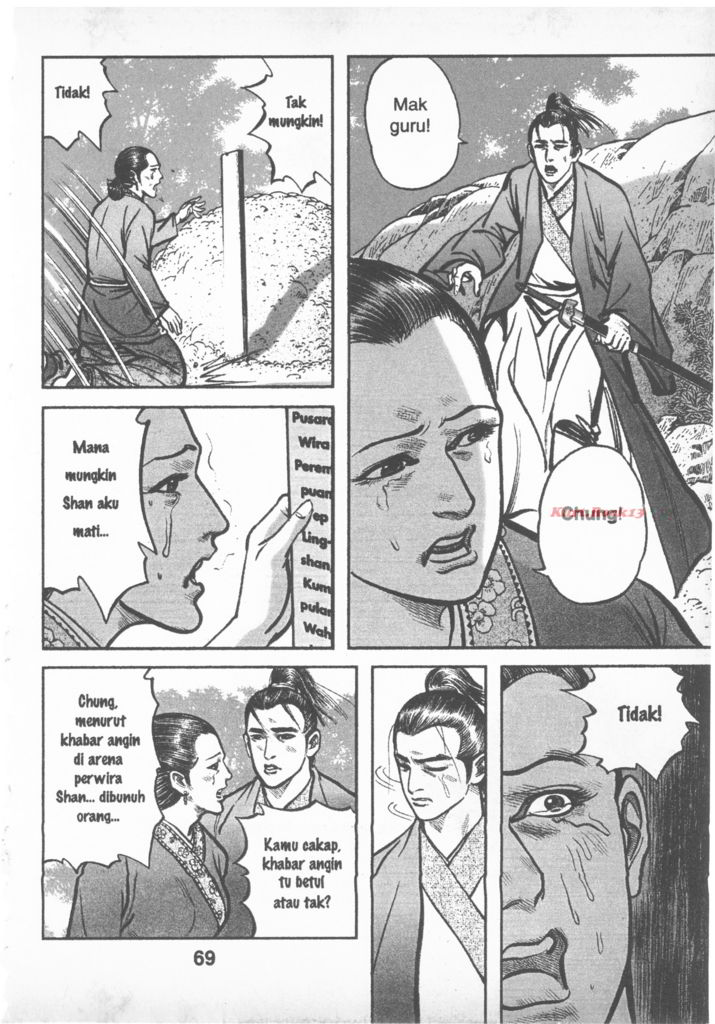 Tidak!
Tak
mungkin!
Mak
guru!
Mana
mungkin
Shan aku
mati...
Pusara
Wira
Perem
puan
ep
Ling-
shan,
Kum
pulan
Wah
Chung!
Chung,
menurut
khabar angin
di arena
perwira
Shan... dibunuh
orang...
Kamu cakap,
khabar angin
tu betul
atau tak?
Tidak!
69